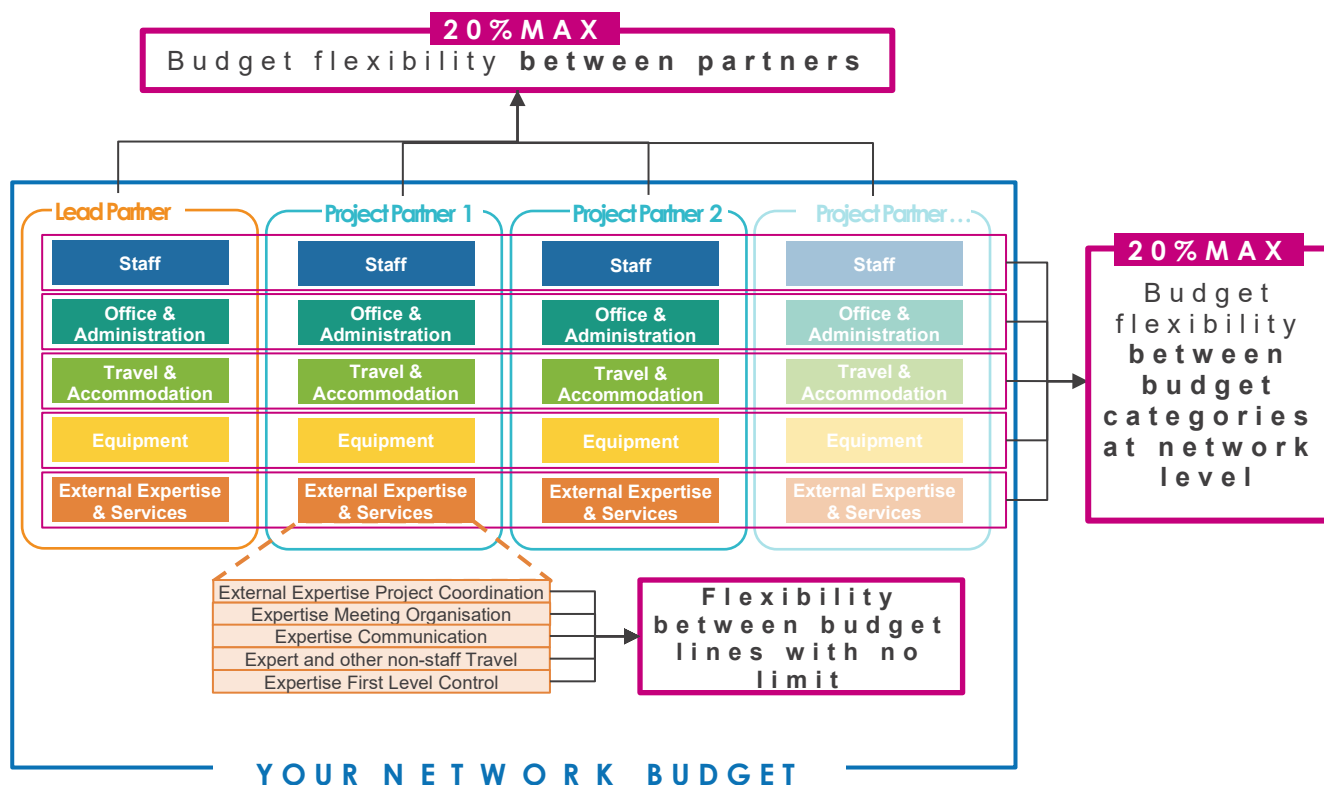 20%MAX
Budget flexibility between partners
Lead Partner
Project Partner 1
Project Partner 2
Project Partner...
Staff
Staff
Staff
Staff
Office &
Administration
Office &
Administration
Office &
Administration
Office &
Administration
Travel &
Accommodation
Travel &
Accommodation
Travel &
Accommodation
Travel &
Accommodation
Equipment
Equipment
Equipment
Equipment
External Expertise
& Services
External Expertise
& Services
External Expertise
& Services
External Expertise
& Services
20%MAX
Budget
flexibility
between
budget
categories
at network
level
External Expertise Project Coordination
Expertise Meeting Organisation
Expertise Communication
Expert and other non-staff Travel
Expertise First Level Control
Flexibility
between budget
lines with no
limit
YOUR NETWORK BUDGET